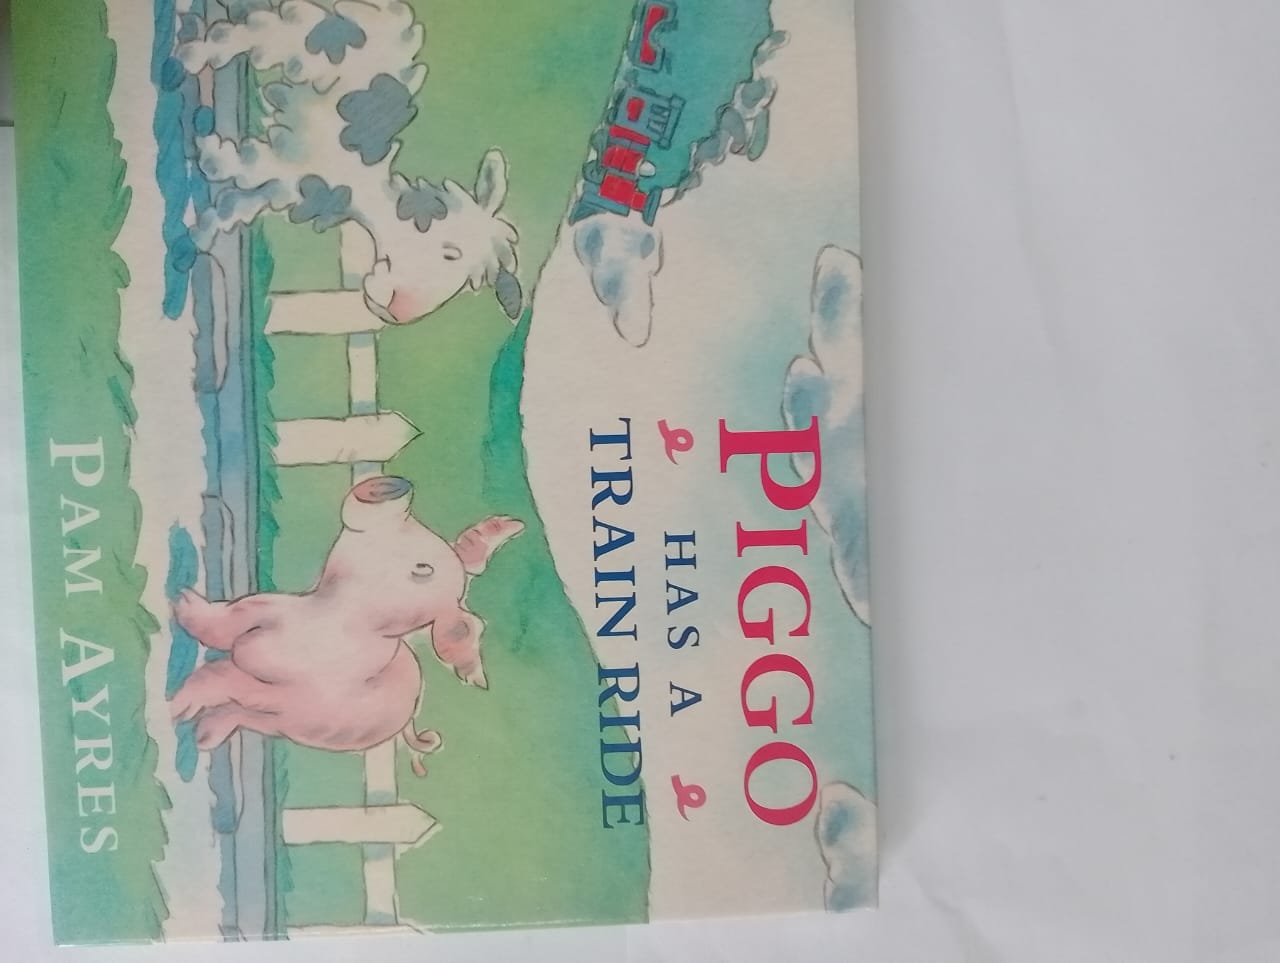 PIGGO
HAS A
TRAIN RIDE
PAM AYRES